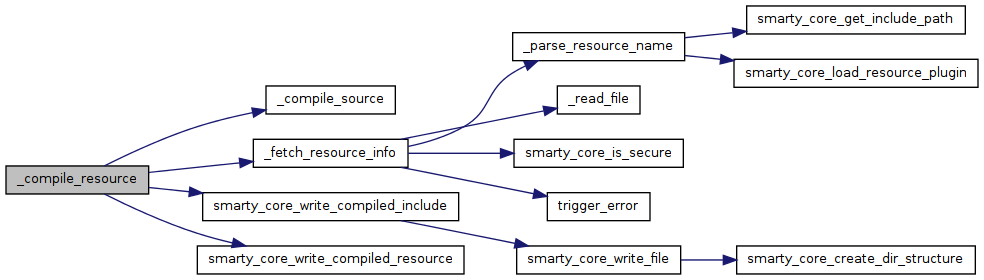 _compile_resource
_compile_source
_fetch_resource_info
smarty_core_write_compiled_include
smarty_core_write_compiled_resource
_parse_resource_name
_read_file
smarty_core_is_secure
trigger_error
smarty_core_write_file
smarty_core_get_include_path
smarty_core_load_resource_plugin
smarty_core_create_dir_structure